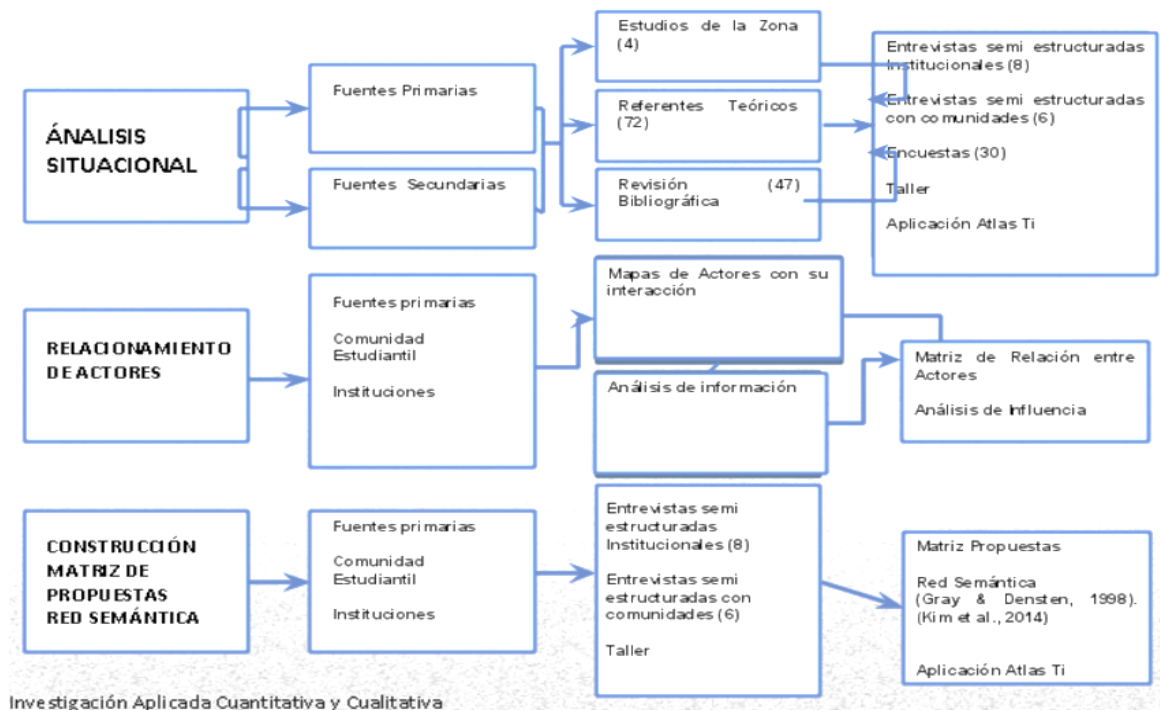 ÁNALISIS
SITUACIONAL
Fuentes Primarias
Fuentes Secundarias
Estudios de la Zona
(4)
Referentes Teóricos
(72)
Revisión (47)
Bibliográfica
Entrevistas semi estructuradas
Institucionales (8)
Entrevistas semi estructuradas
con comunidades (6)
Encuestas (30)
Taller
Aplicación Atlas Ti
RELACIONAMIENTO
DE ACTORES
Fuentes primarias
Comunidad
Estudiantil
Instituciones
Mapas de Actores con su
interacción
Análisis de información
Matriz de Relación entre
Actores
Análisis de Influencia
CONSTRUCCIÓN
MATRIZ DE
PROPUESTAS
RED SEMÁNTICA
Fuentes primarias
Comunidad
Estudiantil
Instituciones
Entrevistas semi
estructuradas
Institucionales (8)
Entrevistas semi
estructuradas con
comunidades (6)
Taller
Matriz Propuestas
Red Semántica
(Gray & Densten, 1998).
(Kim et al., 2014)
Aplicación Atlas Ti
Investigación Aplicada Cuantitativa y Cualitativa